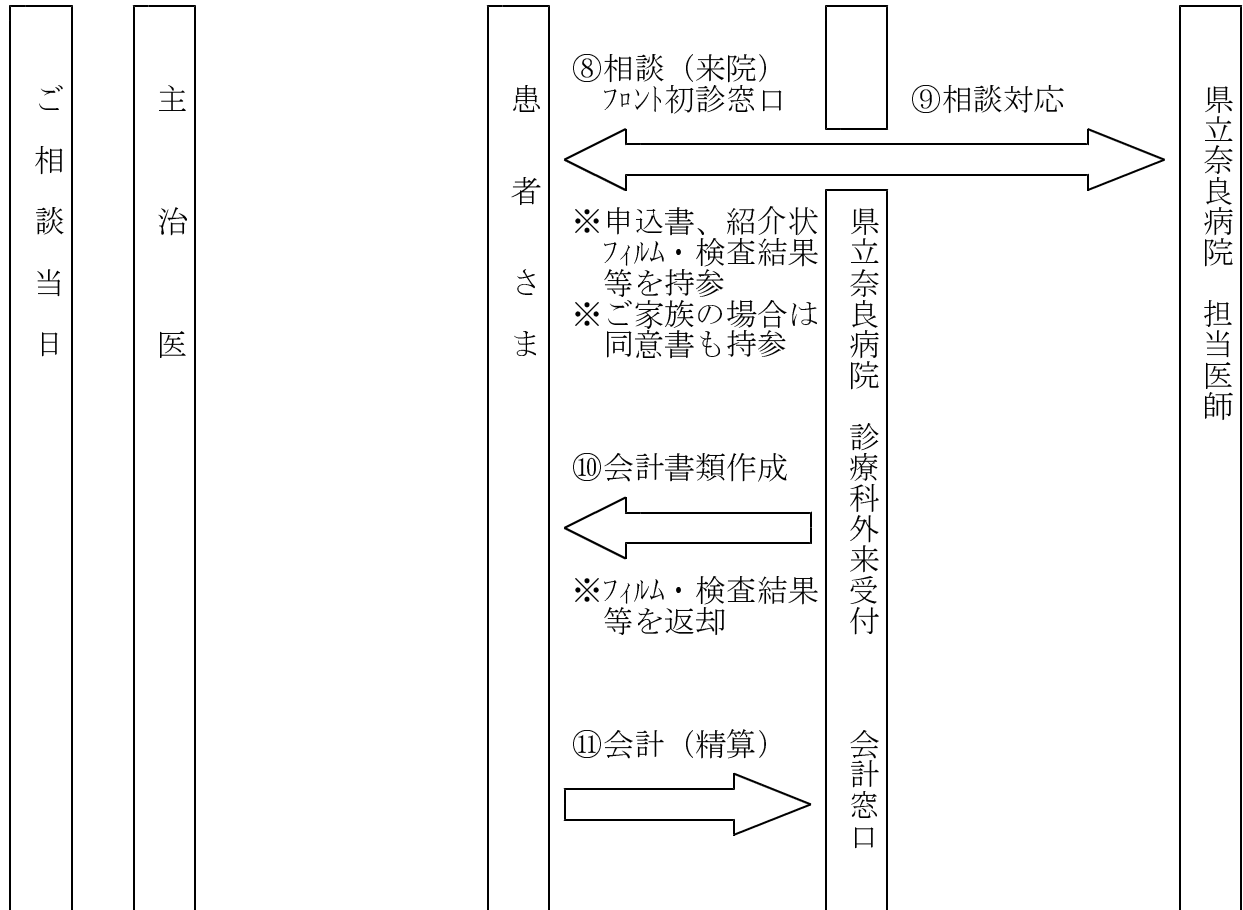 ご相談当日
主治医
患者さま
⑧相談（来院）
ﾌﾛﾝﾄ初診窓口
⑨相談対応
※申込書、紹介状
ﾌｨﾙﾑ・検査結果
等を持参
※ご家族の場合は
同意書も持参
⑩会計書類作成
※ﾌｨﾙﾑ・検査結果
等を返却
⑪会計（精算）
県立奈良病院　診療科外来受付
会計窓口
県立奈良病院　担当医師